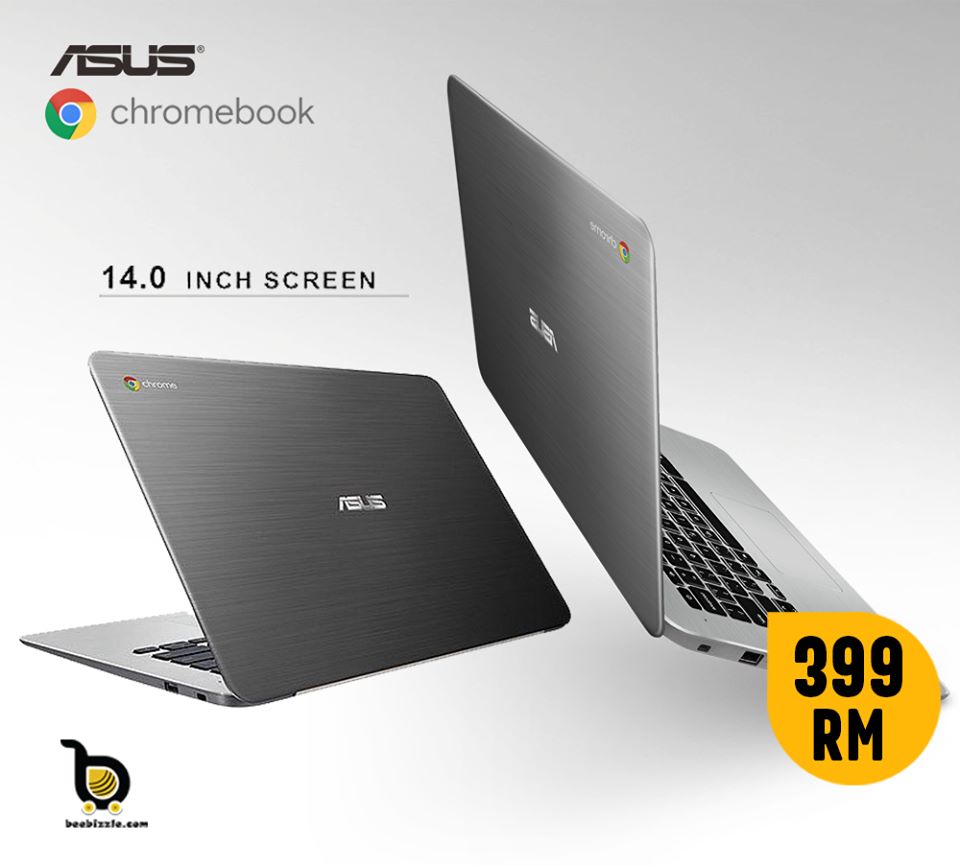 ASUS®
chromebook
14.0 INCH SCREEN
chrome
ASUS
chrome
ASUS
399
RM
beebizzle.com